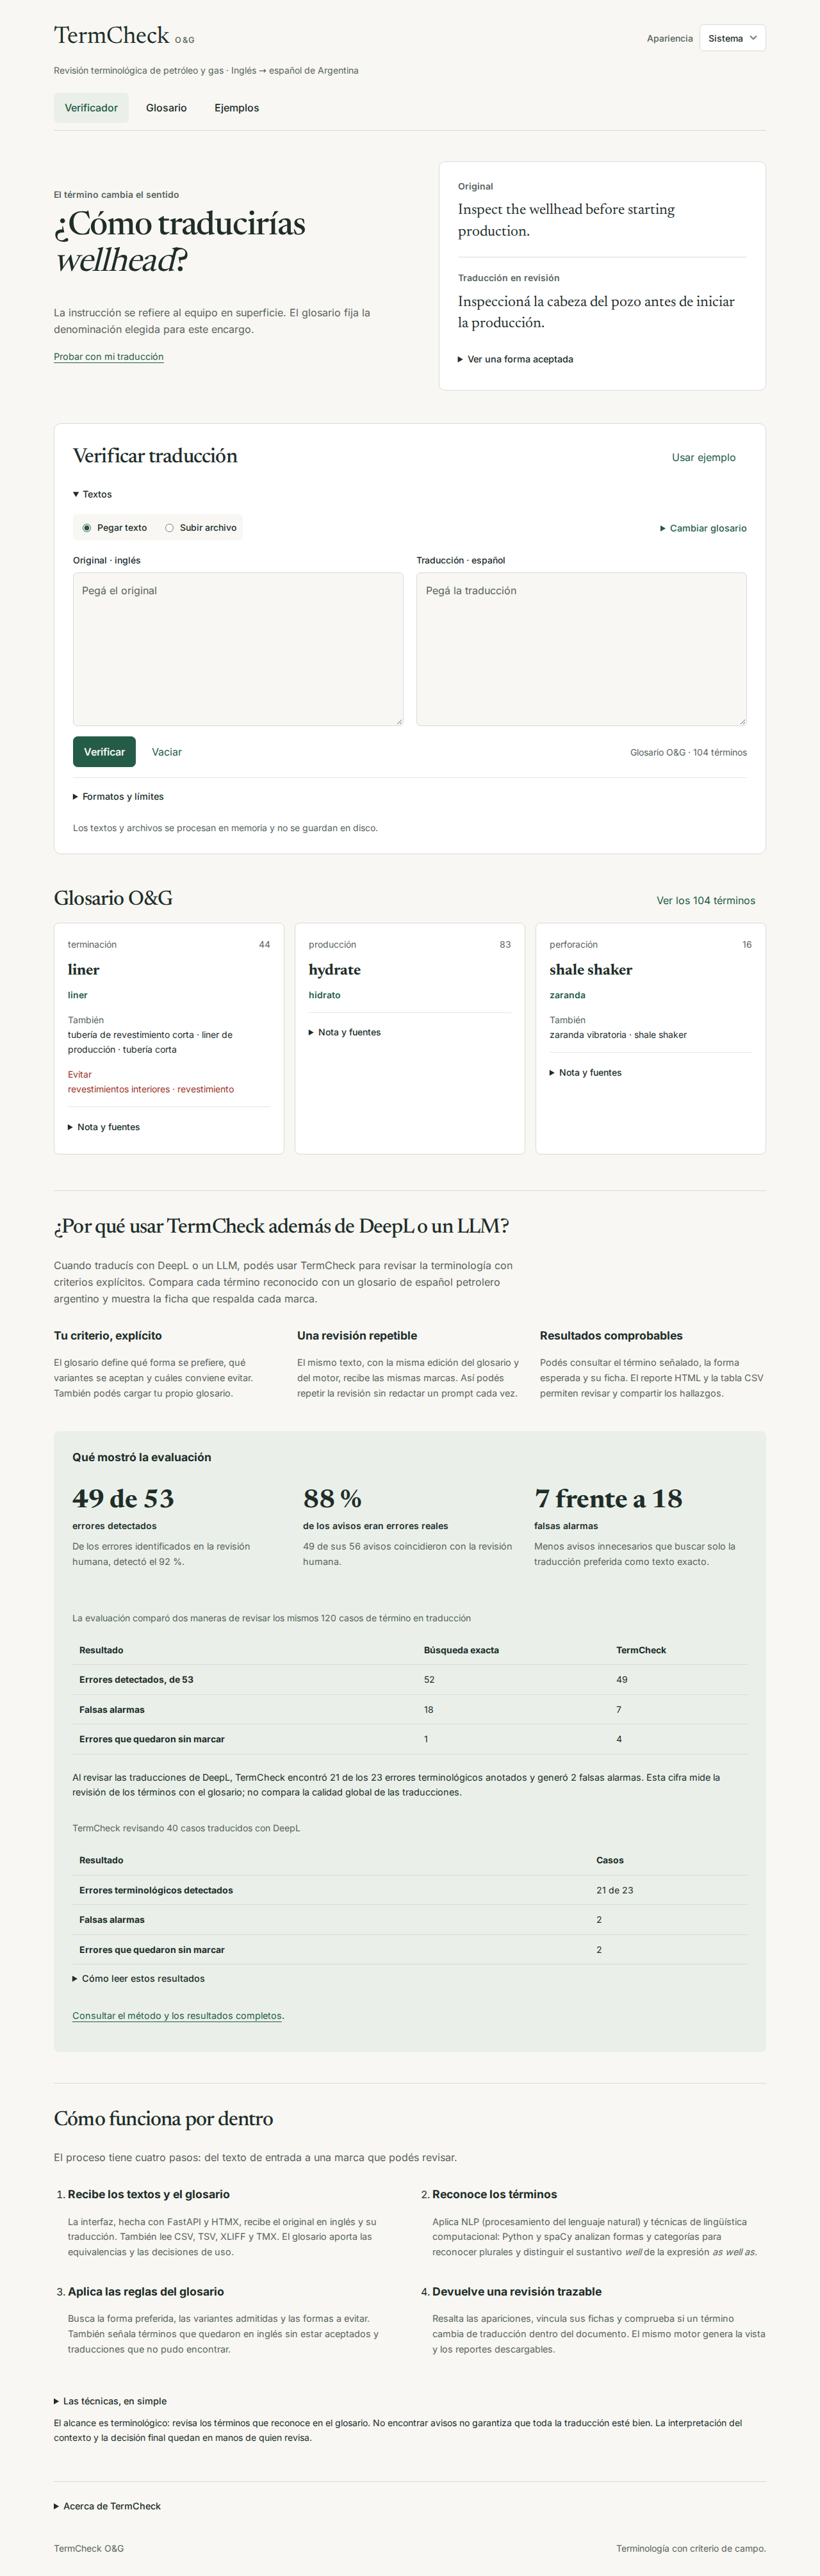 TermCheck O&G
Apariencia
Sistema
Revisión terminológica de petróleo y gas · Inglés → español de Argentina
Verificador
Glosario
Ejemplos
El término cambia el sentido
¿Cómo traducirías
wellhead?
La instrucción se refiere al equipo en superficie. El glosario fija la
denominación elegida para este encargo.
Probar con mi traducción
Original
Inspect the wellhead before starting
production.
Traducción en revisión
Inspeccioná la cabeza del pozo antes de iniciar
la producción.
Ver una forma aceptada
Verificar traducción
Usar ejemplo
Textos
Pegar texto
Subir archivo
Cambiar glosario
Original · inglés
Traducción · español
Pegá el original
Pegá la traducción
Verificar
Vaciar
Glosario O&G · 104 términos
Formatos y límites
Los textos y archivos se procesan en memoria y no se guardan en disco.
Glosario O&G
Ver los 104 términos
terminación
44
liner
liner
También
tubería de revestimiento corta · liner de
producción · tubería corta
Evitar
revestimientos interiores · revestimiento
Nota y fuentes
producción
83
hydrate
hidrato
Nota y fuentes
perforación
16
shale shaker
zaranda
También
zaranda vibratoria · shale shaker
Nota y fuentes
¿Por qué usar TermCheck además de DeepL o un LLM?
Cuando traducís con DeepL o un LLM, podés usar TermCheck para revisar la terminología con
criterios explícitos. Compara cada término reconocido con un glosario de español petrolero
argentino y muestra la ficha que respalda cada marca.
Tu criterio, explícito
El glosario define qué forma se prefiere, qué
variantes se aceptan y cuáles conviene evitar.
También podés cargar tu propio glosario.
Una revisión repetible
El mismo texto, con la misma edición del glosario y
del motor, recibe las mismas marcas. Así podés
repetir la revisión sin redactar un prompt cada vez.
Resultados comprobables
Podés consultar el término señalado, la forma
esperada y su ficha. El reporte HTML y la tabla CSV
permiten revisar y compartir los hallazgos.
Qué mostró la evaluación
49 de 53
errores detectados
De los errores identificados en la revisión
humana, detectó el 92 %.
88 %
de los avisos eran errores reales
49 de sus 56 avisos coincidieron con la revisión
humana.
7 frente a 18
falsas alarmas
Menos avisos innecesarios que buscar solo la
traducción preferida como texto exacto.
La evaluación comparó dos maneras de revisar los mismos 120 casos de término en traducción
Resultado Búsqueda exacta TermCheck
Errores detectados, de 53 52 49
Falsas alarmas 18 7
Errores que quedaron sin marcar 1 4
Al revisar las traducciones de DeepL, TermCheck encontró 21 de los 23 errores terminológicos anotados y generó 2 falsas alarmas. Esta cifra mide la
revisión de los términos con el glosario; no compara la calidad global de las traducciones.
TermCheck revisando 40 casos traducidos con DeepL
Resultado Casos
Errores terminológicos detectados 21 de 23
Falsas alarmas 2
Errores que quedaron sin marcar 2
Cómo leer estos resultados
Consultar el método y los resultados completos.
Cómo funciona por dentro
El proceso tiene cuatro pasos: del texto de entrada a una marca que podés revisar.
1. Recibe los textos y el glosario
La interfaz, hecha con FastAPI y HTMX, recibe el original en inglés y su
traducción. También lee CSV, TSV, XLIFF y TMX. El glosario aporta las
equivalencias y las decisiones de uso.
2. Reconoce los términos
Aplica NLP (procesamiento del lenguaje natural) y técnicas de lingüística
computacional: Python y spaCy analizan formas y categorías para
reconocer plurales y distinguir el sustantivo well de la expresión as well as.
3. Aplica las reglas del glosario
Busca la forma preferida, las variantes admitidas y las formas a evitar.
También señala términos que quedaron en inglés sin estar aceptados y
traducciones que no pudo encontrar.
4. Devuelve una revisión trazable
Resalta las apariciones, vincula sus fichas y comprueba si un término
cambia de traducción dentro del documento. El mismo motor genera la vista
y los reportes descargables.
Las técnicas, en simple
El alcance es terminológico: revisa los términos que reconoce en el glosario. No encontrar avisos no garantiza que toda la traducción esté bien. La interpretación del
contexto y la decisión final quedan en manos de quien revisa.
Acerca de TermCheck
TermCheck O&G
Terminología con criterio de campo.